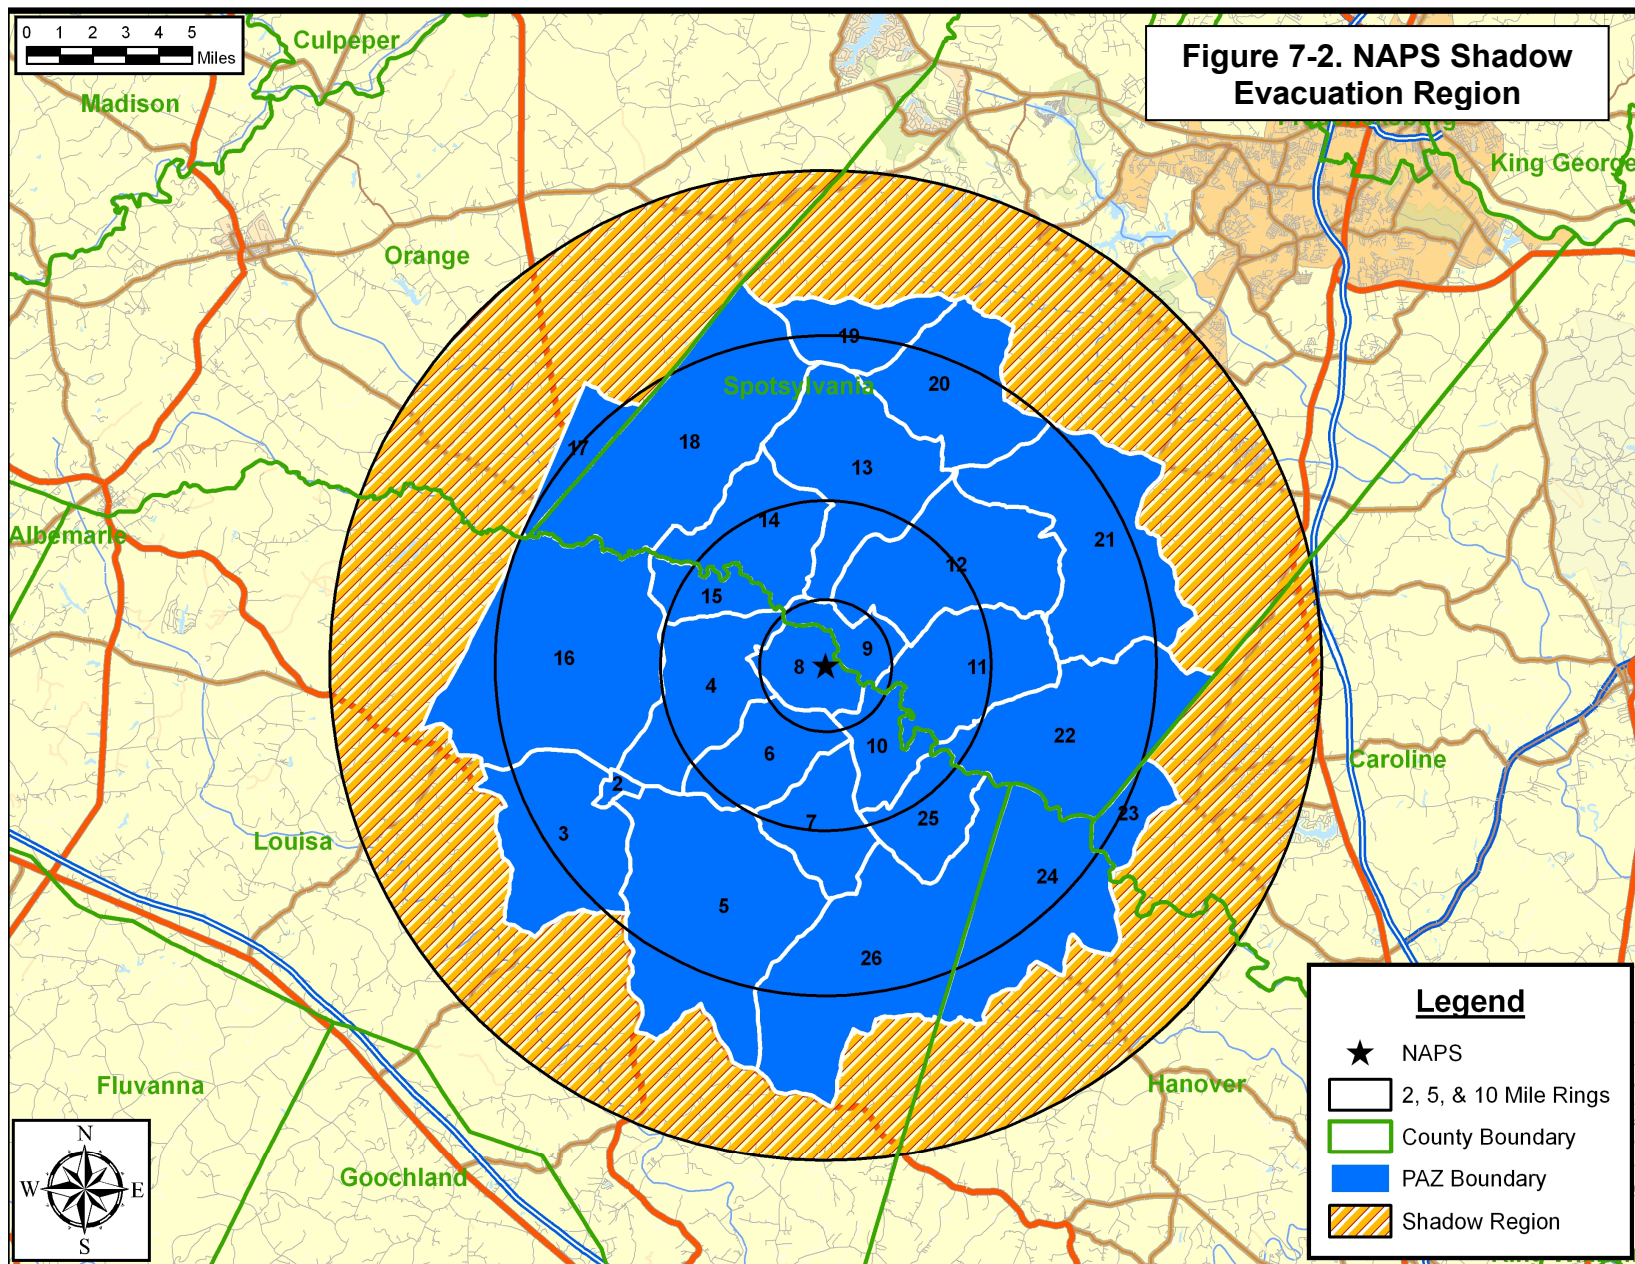 0 1 2 3 4 5
Miles
Culpeper
Figure 7-2. NAPS Shadow
Evacuation Region
Madison
King George
Orange
19
Spotsylvania
20
17
18
13
14
Albemarle
21
12
15
16
8
9
11
4
22
10
6
Caroline
2
3
7
25
23
Louisa
24
5
26
Legend
NAPS
2, 5, & 10 Mile Rings
County Boundary
PAZ Boundary
Shadow Region
Fluvanna
Hanover
Goochland
N
W E
S